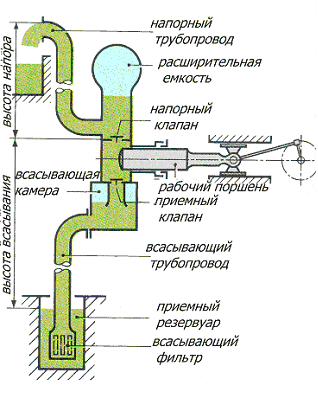 напорный
трубопровод
расширительная
емкость
высота напора
напорный
клапан
всасывающая
камера
рабочий поршень
приемный
клапан
высота всасывания
всасывающий
трубопровод
приемный
резервуар
всасывающий
фильтр